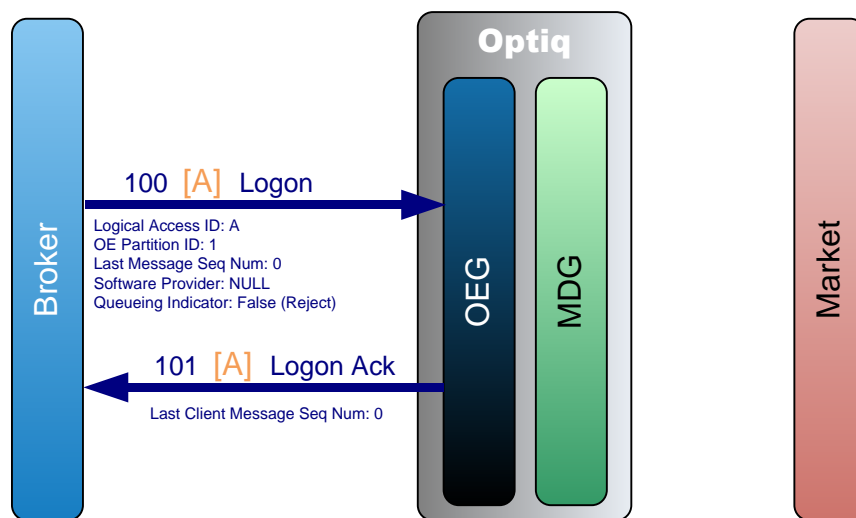 Optiq
Broker
100 [A] Logon
Logical Access ID: A
OE Partition ID: 1
Last Message Seq Num: 0
Software Provider: NULL
Queueing Indicator: False (Reject)
101 [A] Logon Ack
Last Client Message Seq Num: 0
OEG
MDG
Market